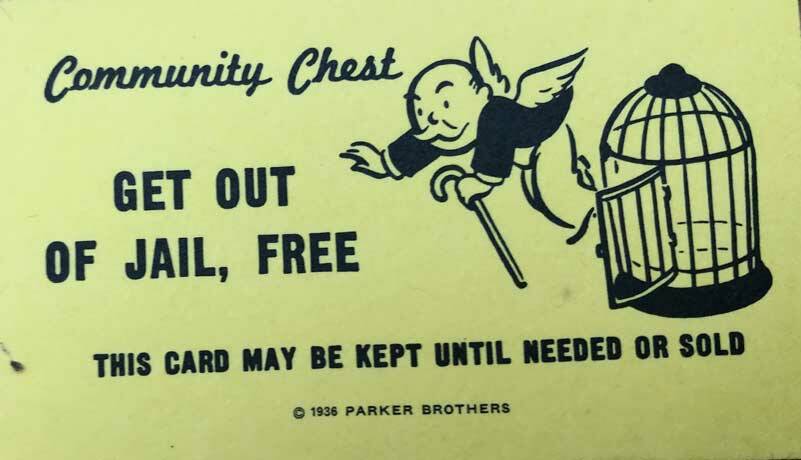 Community Chest
GET OUT
OF JAIL, FREE
THIS CARD MAY BE KEPT UNTIL NEEDED OR SOLD
© 1936 PARKER BROTHERS